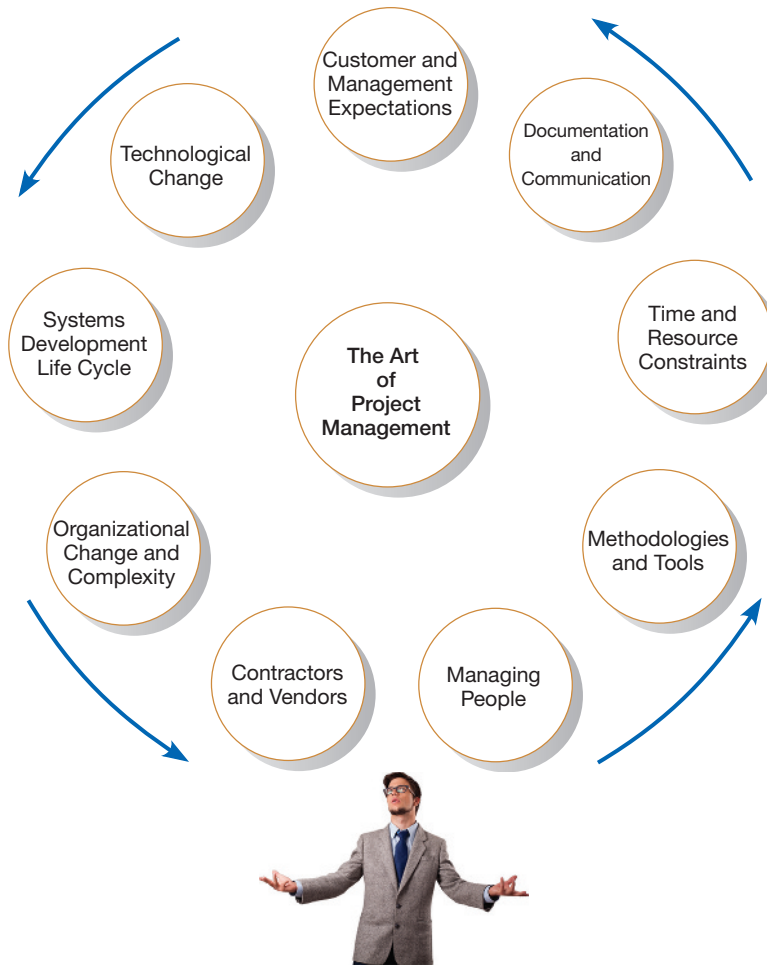 Customer and
Management
Expectations
Documentation
and
Communication
Technological
Change
Systems
Development
Life Cycle
Time and
Resource
Constraints
The Art
of
Project
Management
Organizational
Change and
Complexity
Methodologies
and Tools
Contractors
and Vendors
Managing
People